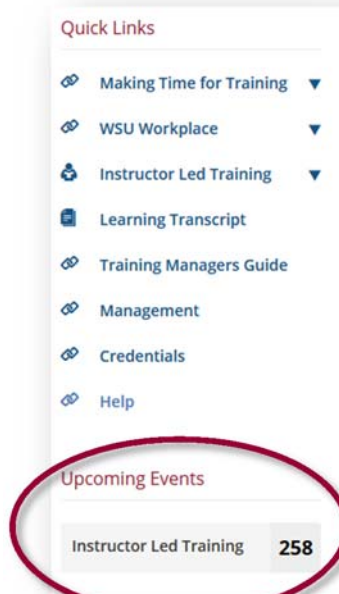 Quick Links
Making Time for Training
WSU Workplace
Instructor Led Training
Learning Transcript
Training Managers Guide
Management
Credentials
Help
Upcoming Events
Instructor Led Training 258